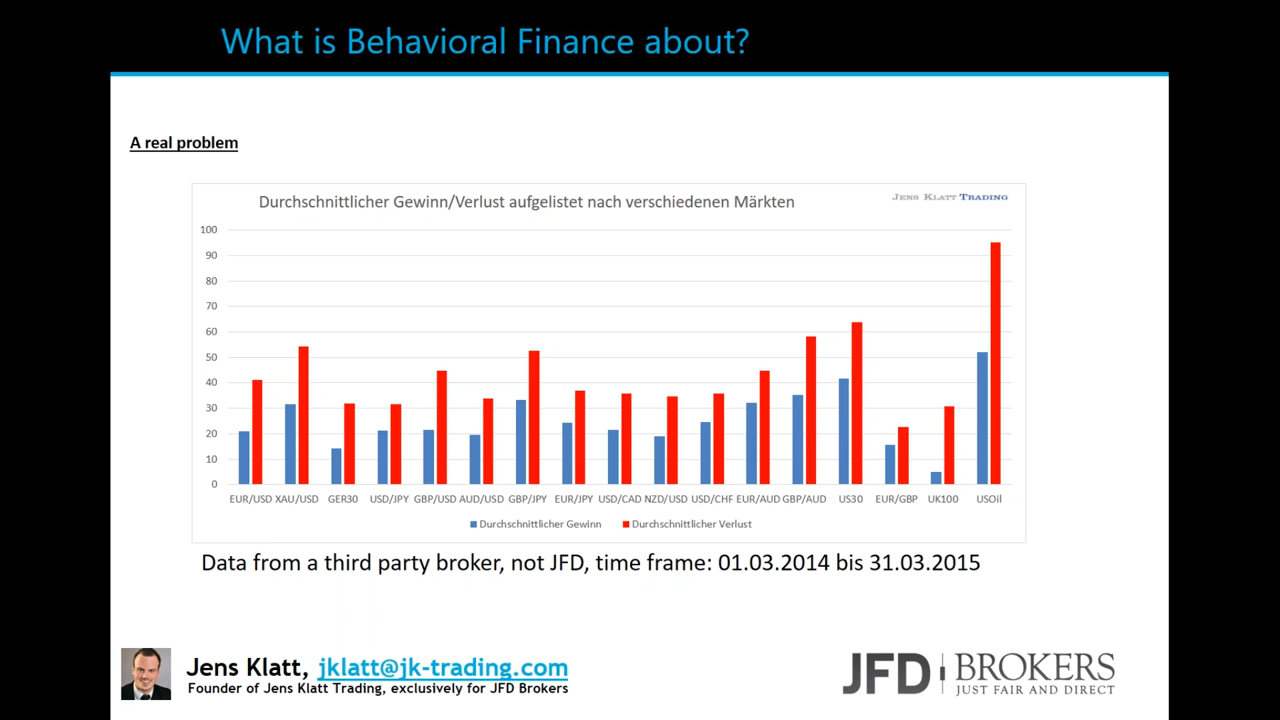 What is Behavioral Finance about?
A real problem
Durchschnittlicher Gewinn/Verlust aufgelistet nach verschiedenen Märkten
JENS KLATT TRADING
100
90
80
70
60
50
40
30
20
10
0
EUR/USD XAU/USD GER30 USD/JPY GBP/USD AUD/USD GBP/JPY EUR/JPY USD/CAD NZD/USD USD/CHF EUR/AUD GBP/AUD US30 EUR/GBP UK100 USOil
Durchschnittlicher Gewinn Durchschnittlicher Verlust
Data from a third party broker, not JFD, time frame: 01.03.2014 bis 31.03.2015
Jens Klatt, jklatt@jk-trading.com
Founder of Jens Klatt Trading, exclusively for JFD Brokers
JFD BROKERS
JUST FAIR AND DIRECT